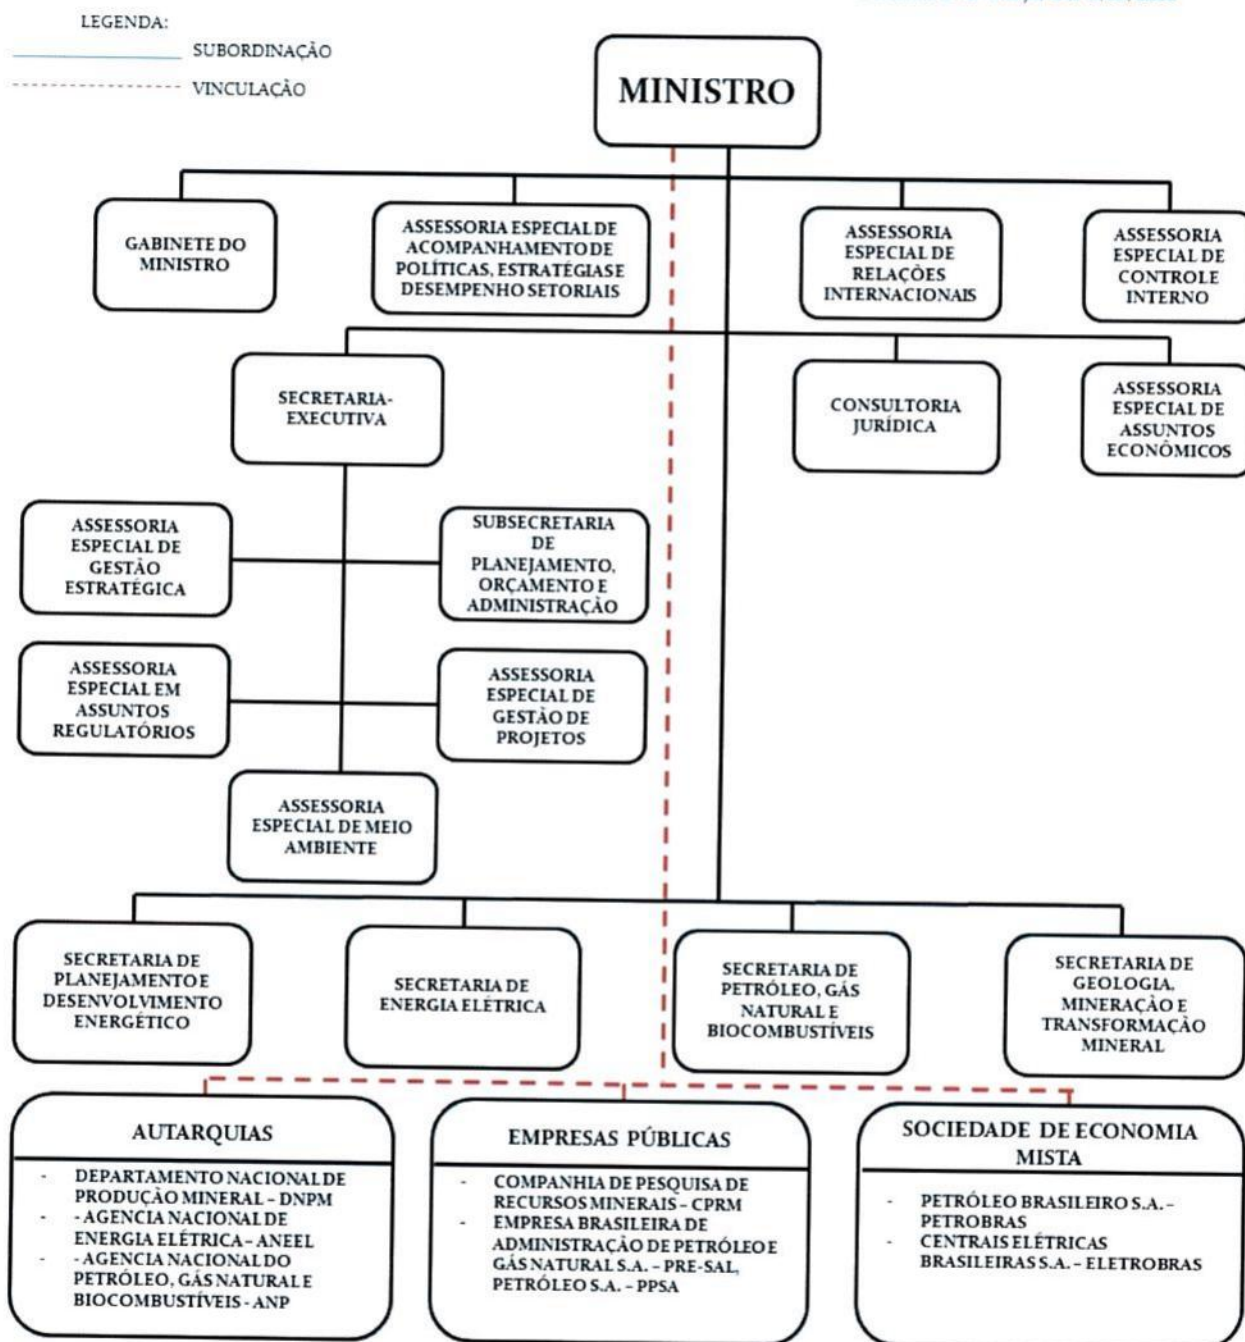 LEGENDA:
SUBORDINAÇÃO
VINCULAÇÃO
MINISTRO
GABINETE DO
MINISTRO
ASSESSORIA ESPECIAL DE
ACOMPANHAMENTO DE
POLÍTICAS, ESTRATÉGIAS E
DESEMPENHO SETORIAIS
ASSESSORIA
ESPECIAL DE
RELAÇÕES
INTERNACIONAIS
ASSESSORIA
ESPECIAL DE
CONTROLE
INTERNO
SECRETARIA-
EXECUTIVA
CONSULTORIA
JURÍDICA
ASSESSORIA
ESPECIAL DE
ASSUNTOS
ECONÔMICOS
ASSESSORIA
ESPECIAL DE
GESTÃO
ESTRATÉGICA
SUBSECRETARIA
DE
PLANEJAMENTO,
ORÇAMENTO E
ADMINISTRAÇÃO
ASSESSORIA
ESPECIAL EM
ASSUNTOS
REGULATÓRIOS
ASSESSORIA
ESPECIAL DE
GESTÃO DE
PROJETOS
ASSESSORIA
ESPECIAL DE MEIO
AMBIENTE
SECRETARIA DE
PLANEJAMENTO E
DESENVOLVIMENTO
ENERGÉTICO
SECRETARIA DE
ENERGIA ELÉTRICA
SECRETARIA DE
PETRÓLEO, GÁS
NATURAL E
BIOCOMBUSTÍVEIS
SECRETARIA DE
GEOLOGIA,
MINERAÇÃO E
TRANSFORMAÇÃO
MINERAL
AUTARQUIAS
- DEPARTAMENTO NACIONAL DE
PRODUÇÃO MINERAL – DNPM
- - AGENCIA NACIONAL DE
ENERGIA ELÉTRICA – ANEEL
- - AGENCIA NACIONAL DO
PETRÓLEO, GÁS NATURAL E
BIOCOMBUSTÍVEIS - ANP
EMPRESAS PÚBLICAS
- COMPANHIA DE PESQUISA DE
RECURSOS MINERAIS – CPRM
- EMPRESA BRASILEIRA DE
ADMINISTRAÇÃO DE PETRÓLEO E
GÁS NATURAL S.A. – PRE-SAL,
PETRÓLEO S.A. – PPSA
SOCIEDADE DE ECONOMIA
MISTA
- PETRÓLEO BRASILEIRO S.A. –
PETROBRAS
- CENTRAIS ELÉTRICAS
BRASILEIRAS S.A. – ELETROBRAS